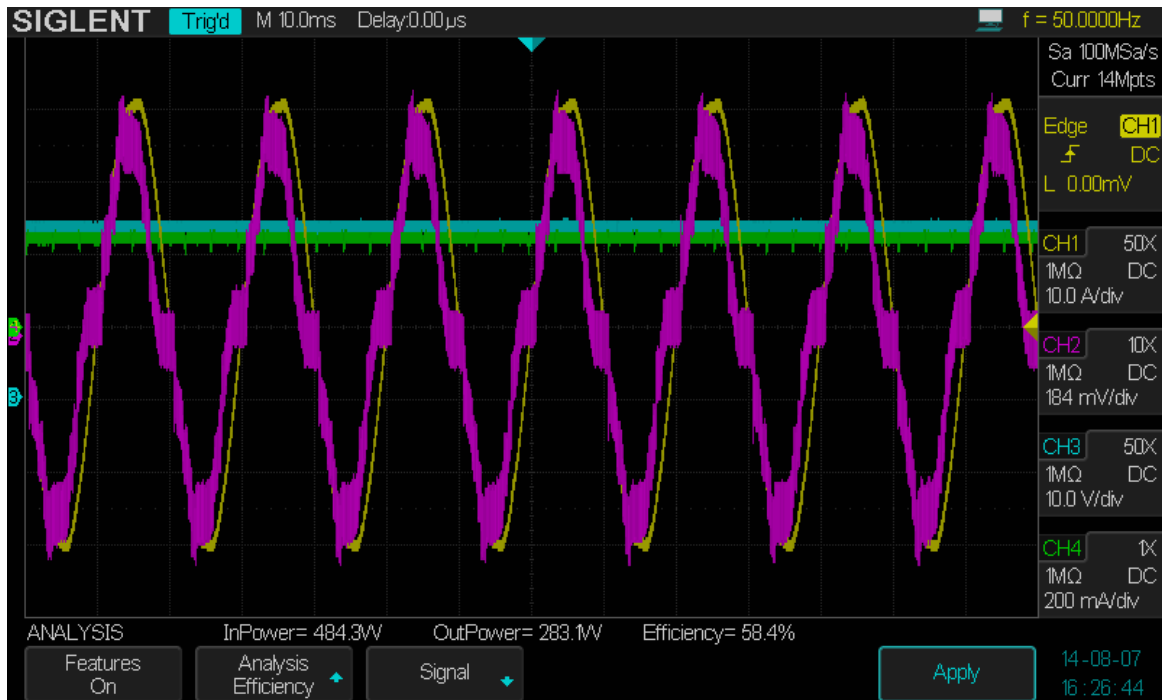 SIGLENT Trig'd M 10.0ms Delay:0.00µs f = 50.0000Hz
Sa 100MSa/s
Curr 14Mpts
Edge CH1
DC
L 0.00mV
CH1 50X
1MΩ DC
10.0 A/div
CH2 10X
1MΩ DC
184 mV/div
CH3 50X
1MΩ DC
10.0 V/div
CH4 1X
1MΩ DC
200 mA/div
3
ANALYSIS InPower= 484.3W OutPower= 283.1W Efficiency= 58.4%
Features
On
Analysis
Efficiency
Signal
Apply
14-08-07
16:26:44